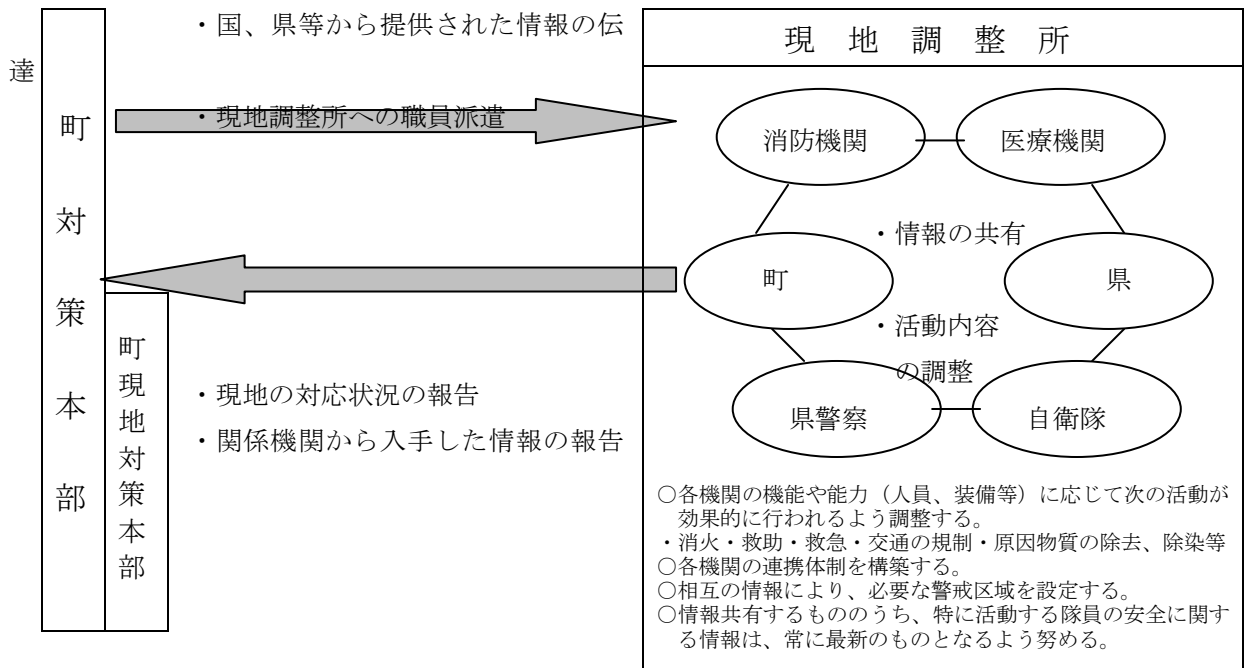 ・国、県等から提供された情報の伝
達
・現地調整所への職員派遣
町対策本部
町現地対策本部
・現地の対応状況の報告
・関係機関から入手した情報の報告
現地調整所
消防機関
医療機関
・情報の共有
町
県
・活動内容
の調整
県警察
自衛隊
○各機関の機能や能力（人員、装備等）に応じて次の活動が
効果的に行われるよう調整する。
・消火・救助・救急・交通の規制・原因物質の除去、除染等
○各機関の連携体制を構築する。
○相互の情報により、必要な警戒区域を設定する。
○情報共有するもののうち、特に活動する隊員の安全に関す
る情報は、常に最新のものとなるよう努める。